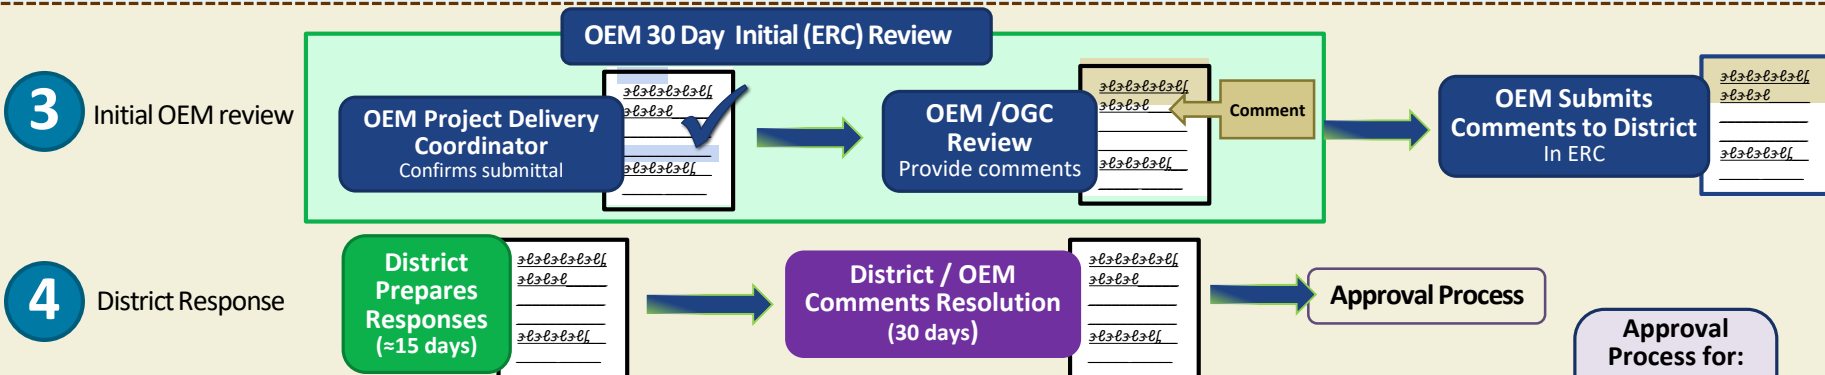 OEM 30 Day Initial (ERC) Review
3
Initial OEM review
OEM Project Delivery
Coordinator
Confirms submittal
OEM /OGC
Review
Provide comments
Comment
OEM Submits
Comments to District
In ERC
4
District Response
District
Prepares
Responses
(≈15 days)
District / OEM
Comments Resolution
(30 days)
Approval Process
Approval
Process for: